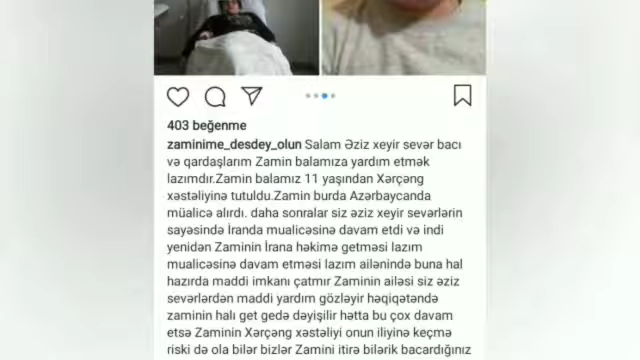 403 beğenme
zaminime_desdey_olun Salam Əziz xeyir sevər bacı
və qardaşlarım Zamin balamıza yardım etmək
lazımdır.Zamin balamız 11 yaşından Xərçəng
xəstəliyinə tutuldu.Zamin burda Azərbaycanda
müalicə alırdı. daha sonralar siz əziz xeyir sevərlərin
sayəsində İranda mualicəsinə davam etdi və indi
yenidən Zaminin İrana həkimə getməsi lazım
mualicəsinə davam etməsi lazım ailənində buna hal
hazırda maddi imkanı çatmır Zaminin ailəsi siz əziz
sevərlərdən maddi yardım gözləyir həqiqətəndə
zaminin halı get gedə dəyişilir hətta bu çox davam
etsə Zaminin Xərçəng xəstəliyi onun iliyinə keçmə
riski də ola bilər bizlər Zamini itirə bilərik bacardığınız